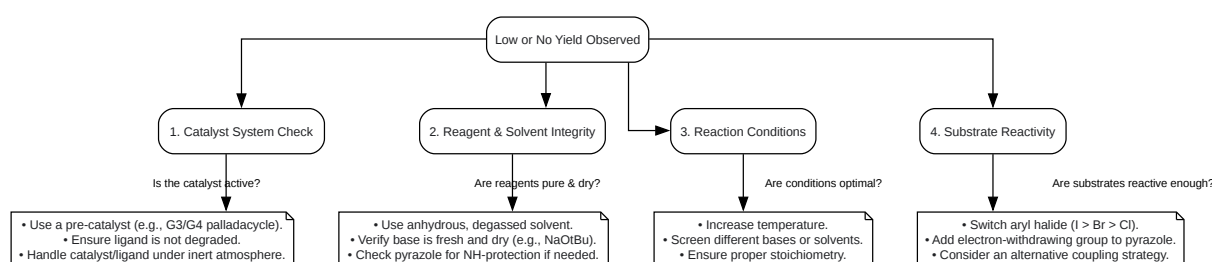 Low or No Yield Observed
1. Catalyst System Check
2. Reagent & Solvent Integrity
3. Reaction Conditions
4. Substrate Reactivity
Is the catalyst active?
Are reagents pure & dry?
Are conditions optimal?
Are substrates reactive enough?
• Use a pre-catalyst (e.g., G3/G4 palladacycle).
• Ensure ligand is not degraded.
• Handle catalyst/ligand under inert atmosphere.
• Use anhydrous, degassed solvent.
• Verify base is fresh and dry (e.g., NaOtBu).
• Check pyrazole for NH-protection if needed.
• Increase temperature.
• Screen different bases or solvents.
• Ensure proper stoichiometry.
• Switch aryl halide (I > Br > Cl).
• Add electron-withdrawing group to pyrazole.
• Consider an alternative coupling strategy.